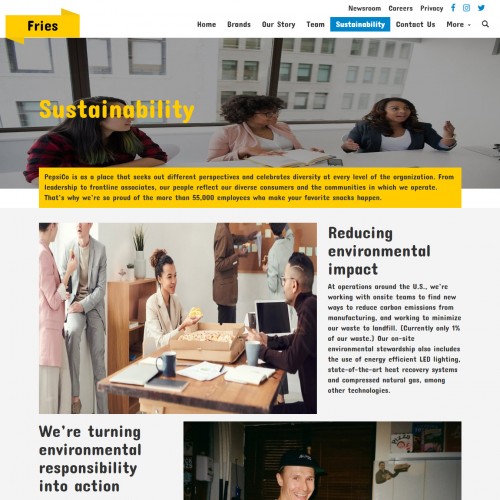 Newsroom Careers Privacy
Fries
Home Brands Our Story Team Sustainability Contact Us More
Sustainability
PepsiCo is as a place that seeks out different perspectives and celebrates diversity at every level of the organization. From
leadership to frontline associates, our people reflect our diverse consumers and the communities in which we operate.
That's why we're so proud of the more than 55,000 employees who make your favorite snacks happen.
Reducing
environmental
impact
At operations around the U.S., we're
working with onsite teams to find new
ways to reduce carbon emissions from
manufacturing, and working to minimize
our waste to landfill. (Currently only 1%
of our waste.) Our on-site
environmental stewardship also includes
the use of energy efficient LED lighting,
state-of-the-art heat recovery systems
and compressed natural gas, among
other technologies.
We're turning
environmental
responsibility
into action